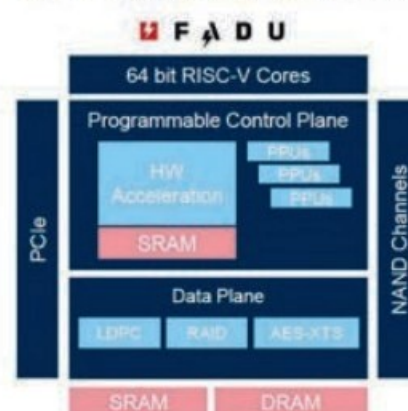 FADU
64 bit RISC-V Cores
PCIe
Programmable Control Plane
HW
Acceleration
SRAM
PPUs
PPUs
PPUs
Data Plane
LDPC
RAID
AES-XTS
NAND Channels
SRAM
DRAM